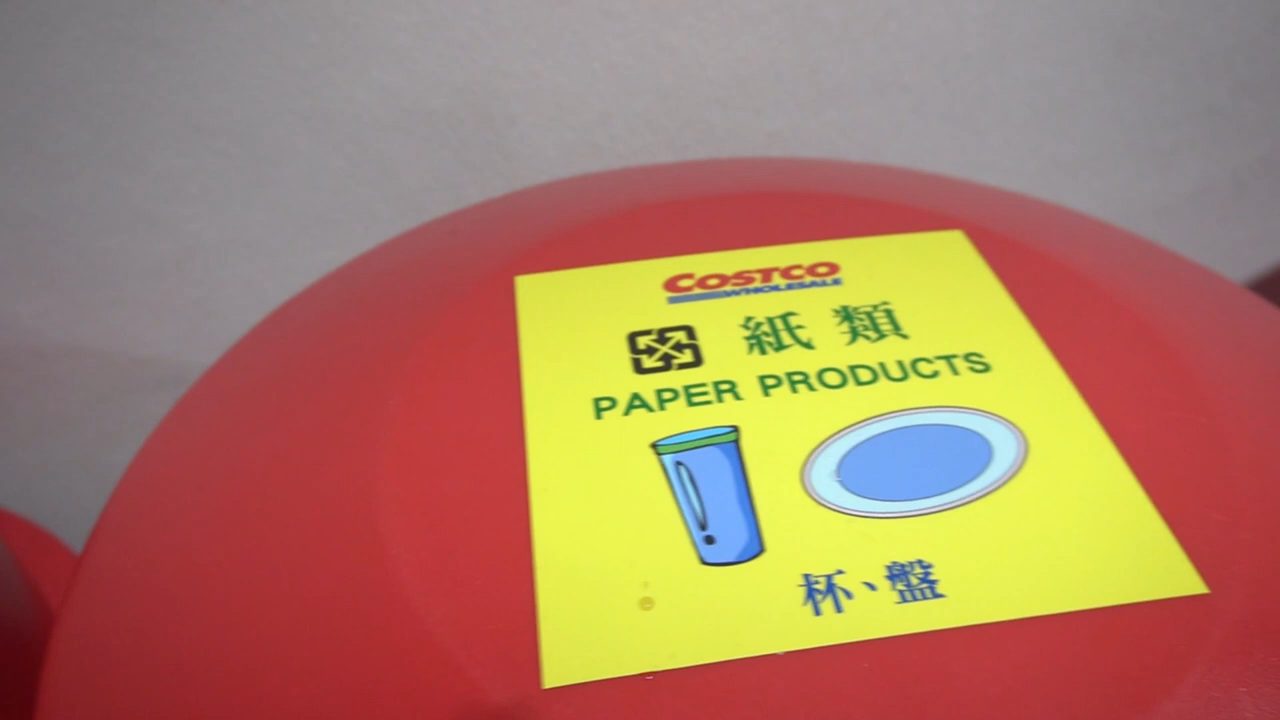 COSTCO
WHOLESALE
紙類
PAPER PRODUCTS
杯、盤